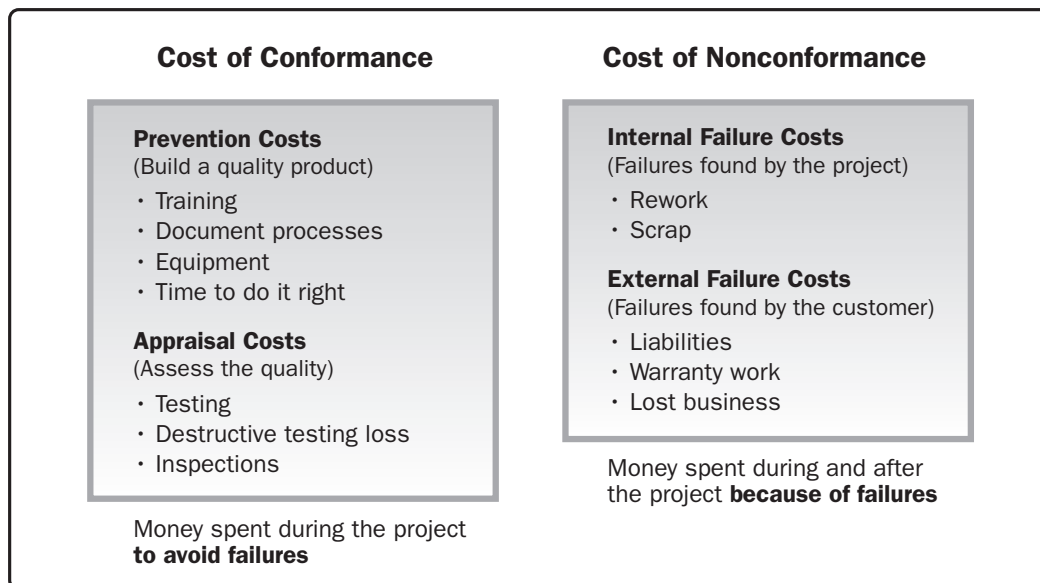 Cost of Conformance
Prevention Costs
(Build a quality product)
· Training
· Document processes
· Equipment
· Time to do it right
Appraisal Costs
(Assess the quality)
· Testing
· Destructive testing loss
· Inspections
Money spent during the project
to avoid failures
Cost of Nonconformance
Internal Failure Costs
(Failures found by the project)
· Rework
· Scrap
External Failure Costs
(Failures found by the customer)
· Liabilities
· Warranty work
· Lost business
Money spent during and after
the project because of failures